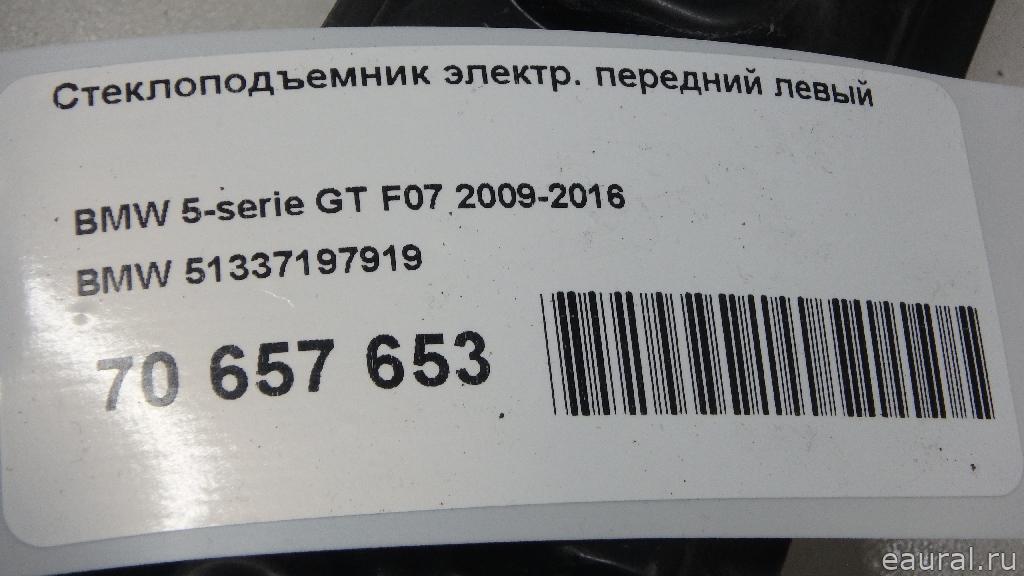 Стеклоподъемник электр. передний левый
BMW 5-serie GT F07 2009-2016
BMW 51337197919
70 657 653
eaural.ru